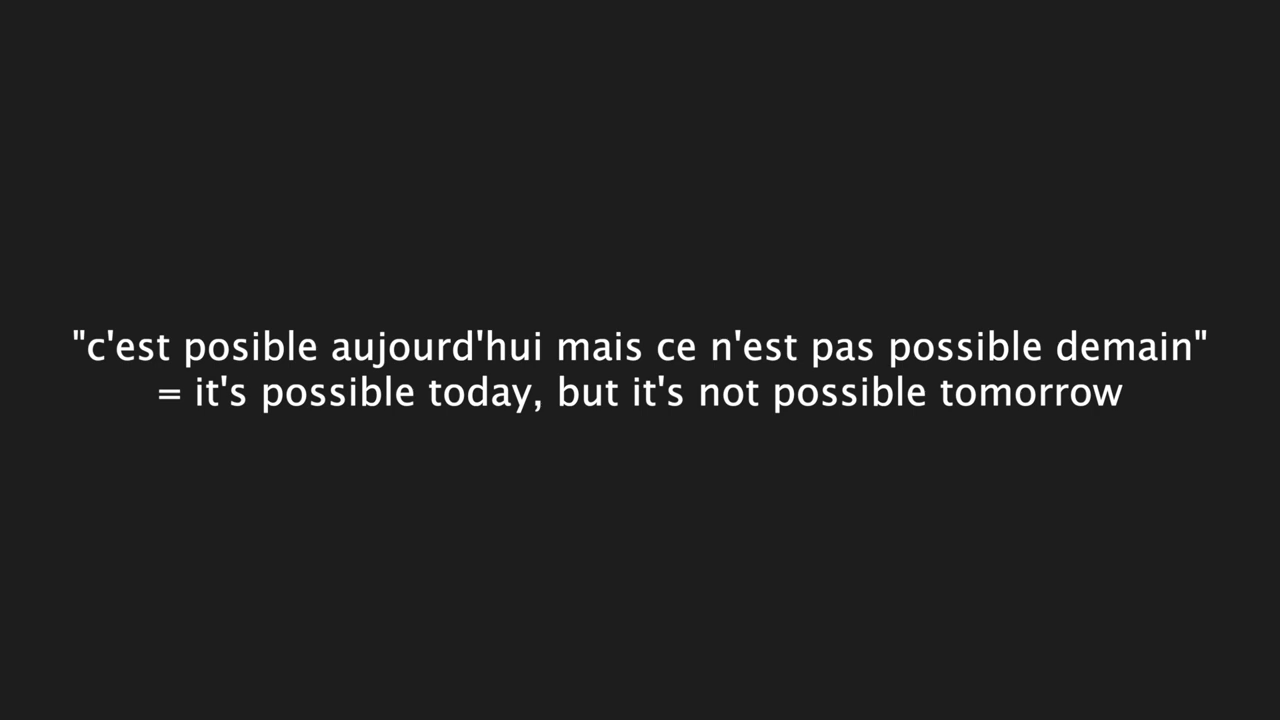 "c'est posible aujourd'hui mais ce n'est pas possible demain"
= it's possible today, but it's not possible tomorrow